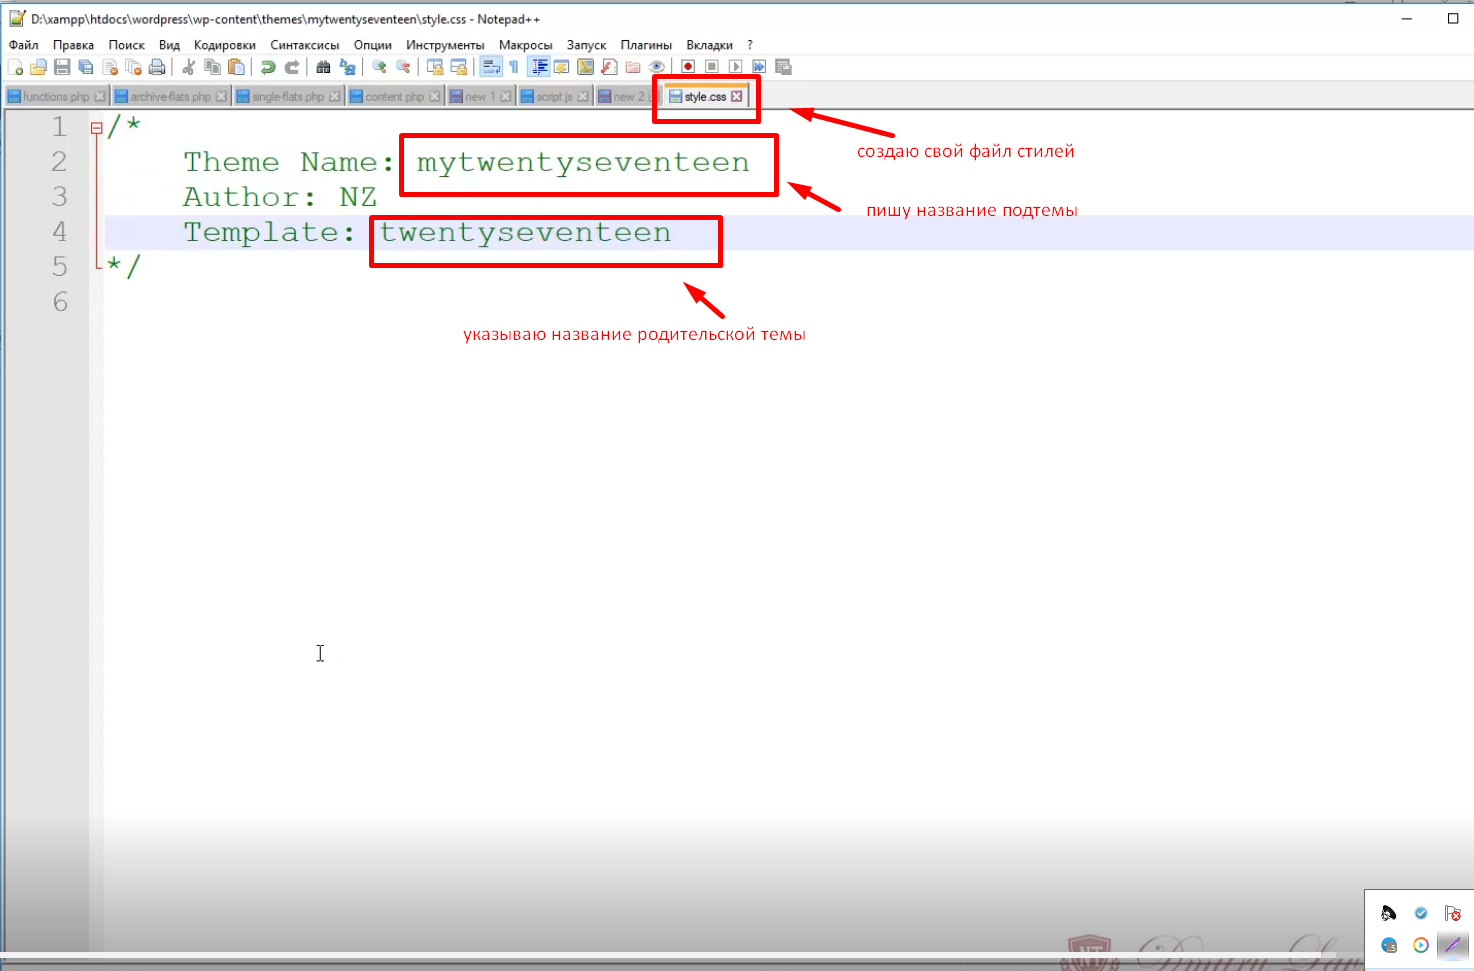 D:\xampp\htdocs\wordpress\wp-content\themes\mytwentyseventeen\style.css - Notepad++
Файл Правка Поиск Вид Кодировки Синтаксисы Опции Инструменты Макросы Запуск Плагины Вкладки ?
functions.php archive-flats.php single-flats.php content.php new 1 script.js new 2 style.css
1 /*
2 Theme Name: mytwentyseventeen
3 Author: NZ
4 Template: twentyseventeen
5 */
6
создаю свой файл стилей
пишу название подтемы
указываю название родительской темы
NT Dmitry